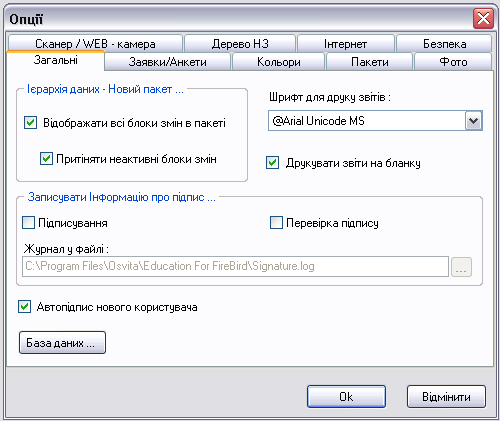 Опції
Сканер / WEB - камера Дерево НЗ Інтернет Безпека
Загальні Заявки/Анкети Кольори Пакети Фото
Ієрархія даних - Новий пакет ...
Відображати всі блоки змін в пакеті
Притіняти неактивні блоки змін
Шрифт для друку звітів :
@Arial Unicode MS
Друкувати звіти на бланку
Записувати Інформацію про підпис ...
Підписування Перевірка підпису
Журнал у файлі :
C:\Program Files\Osvita\Education For FireBird\Signature.log ...
Автопідпис нового користувача
База даних ...
Ok Відмінити